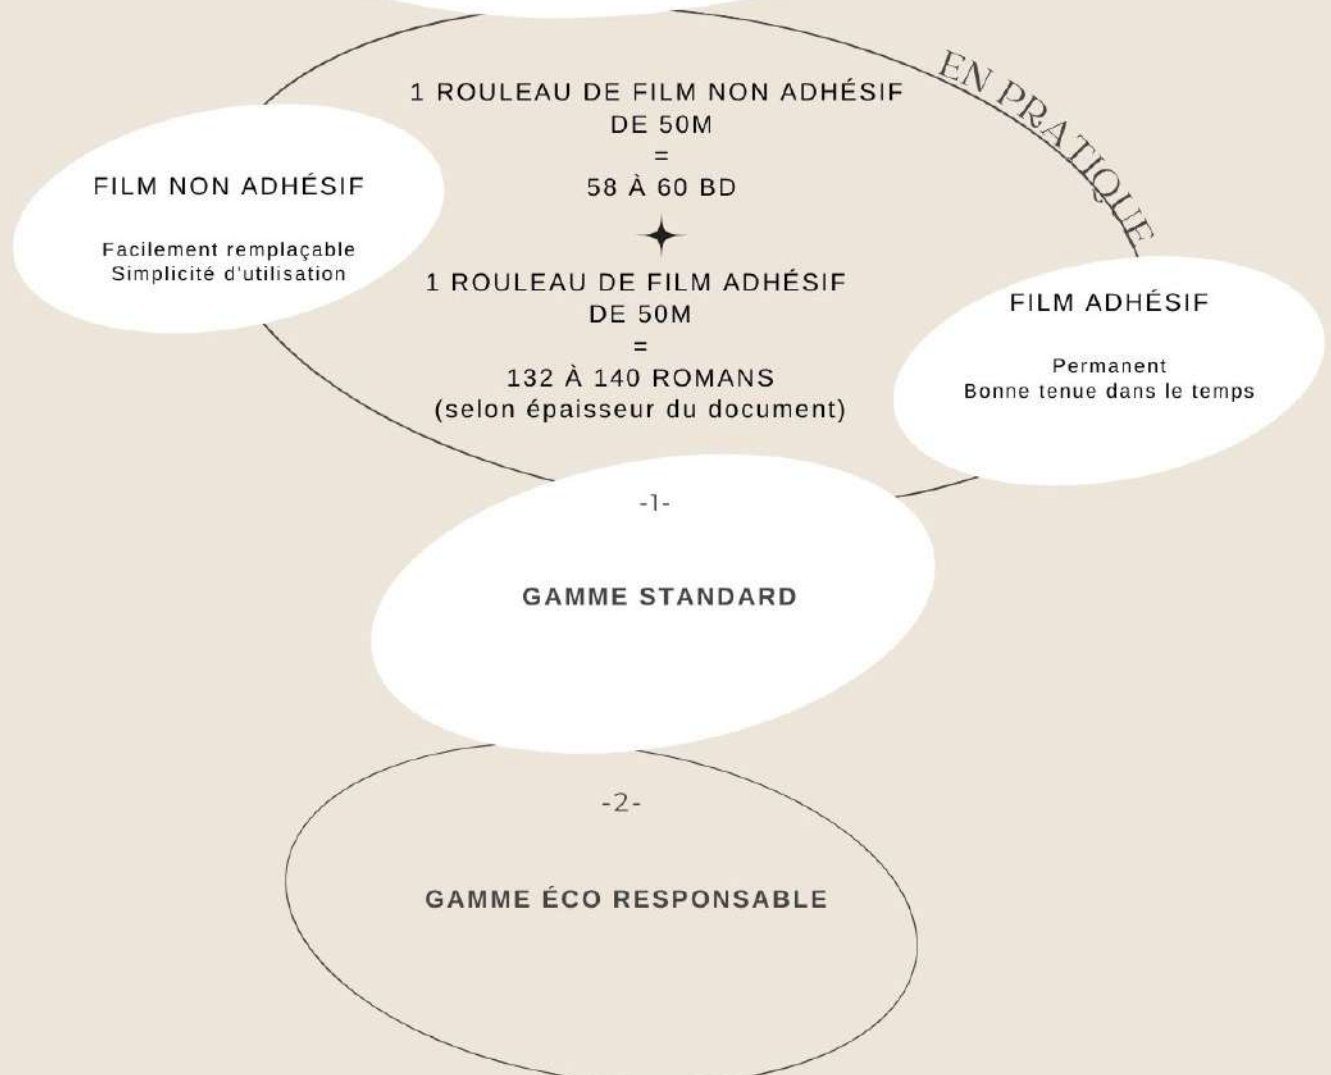 EN PRATIQUE
1 ROULEAU DE FILM NON ADHÉSIF
DE 50M
=
58 À 60 BD
1 ROULEAU DE FILM ADHÉSIF
DE 50M
=
132 À 140 ROMANS
(selon épaisseur du document)
FILM NON ADHÉSIF
Facilement remplaçable
Simplicité d'utilisation
FILM ADHÉSIF
Permanent
Bonne tenue dans le temps
-1-
GAMME STANDARD
-2-
GAMME ÉCO RESPONSABLE